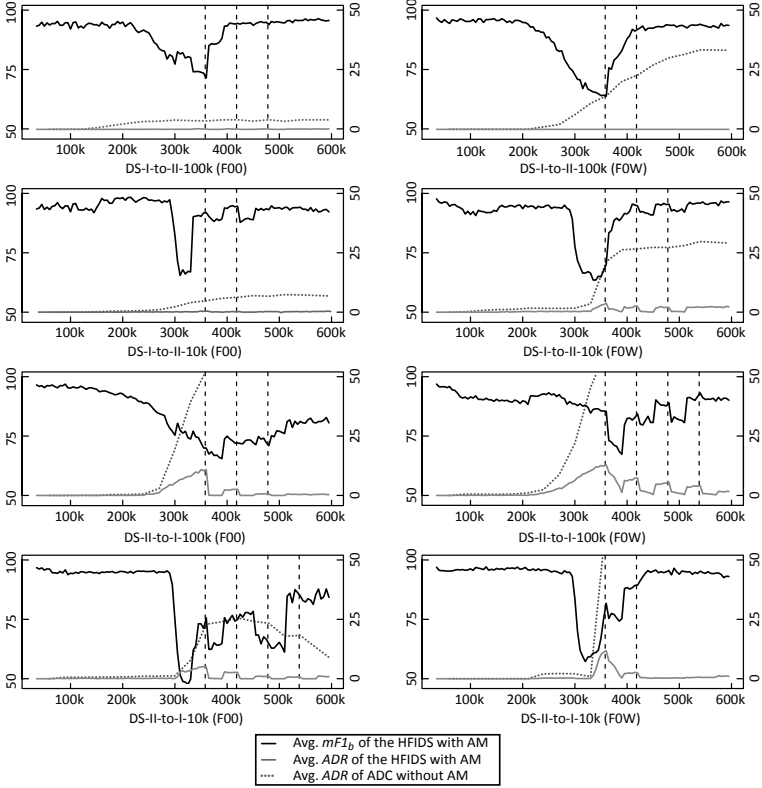 100
75
50
50
25
0
100k 200k 300k 400k 500k 600k
DS-I-to-II-100k (F00)
100
75
50
50
25
0
100k 200k 300k 400k 500k 600k
DS-I-to-II-100k (F0W)
100
75
50
50
25
0
100k 200k 300k 400k 500k 600k
DS-I-to-II-10k (F00)
100
75
50
50
25
0
100k 200k 300k 400k 500k 600k
DS-I-to-II-10k (F0W)
100
75
50
50
25
0
100k 200k 300k 400k 500k 600k
DS-II-to-I-100k (F00)
100
75
50
50
25
0
100k 200k 300k 400k 500k 600k
DS-II-to-I-100k (F0W)
100
75
50
50
25
0
100k 200k 300k 400k 500k 600k
DS-II-to-I-10k (F00)
100
75
50
50
25
0
100k 200k 300k 400k 500k 600k
DS-II-to-I-10k (F0W)
Avg. mF1b of the HFIDS with AM
Avg. ADR of the HFIDS with AM
Avg. ADR of ADC without AM